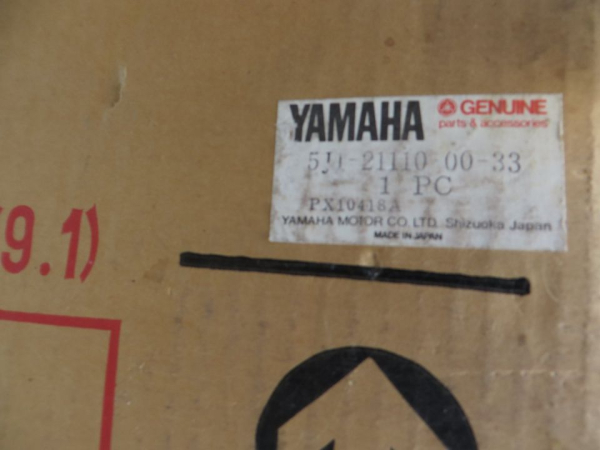 YAMAHA GENUINE
parts & accessories
5J1-21110-00-33
1 PC
PX10418A
YAMAHA MOTOR CO., LTD. Shizuoka Japan
MADE IN JAPAN
9.1)